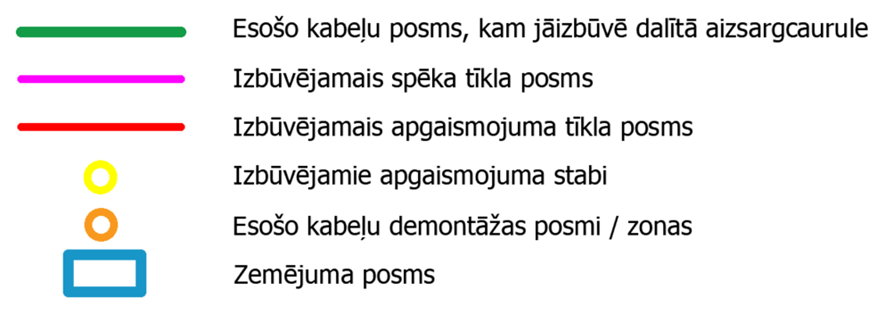 Esošo kabeļu posms, kam jāizbūvē dalītā aizsargcaurule
Izbūvējamais spēka tīkla posms
Izbūvējamais apgaismojuma tīkla posms
Izbūvējamie apgaismojuma stabi
Esošo kabeļu demontāžas posmi / zonas
Zemējuma posms